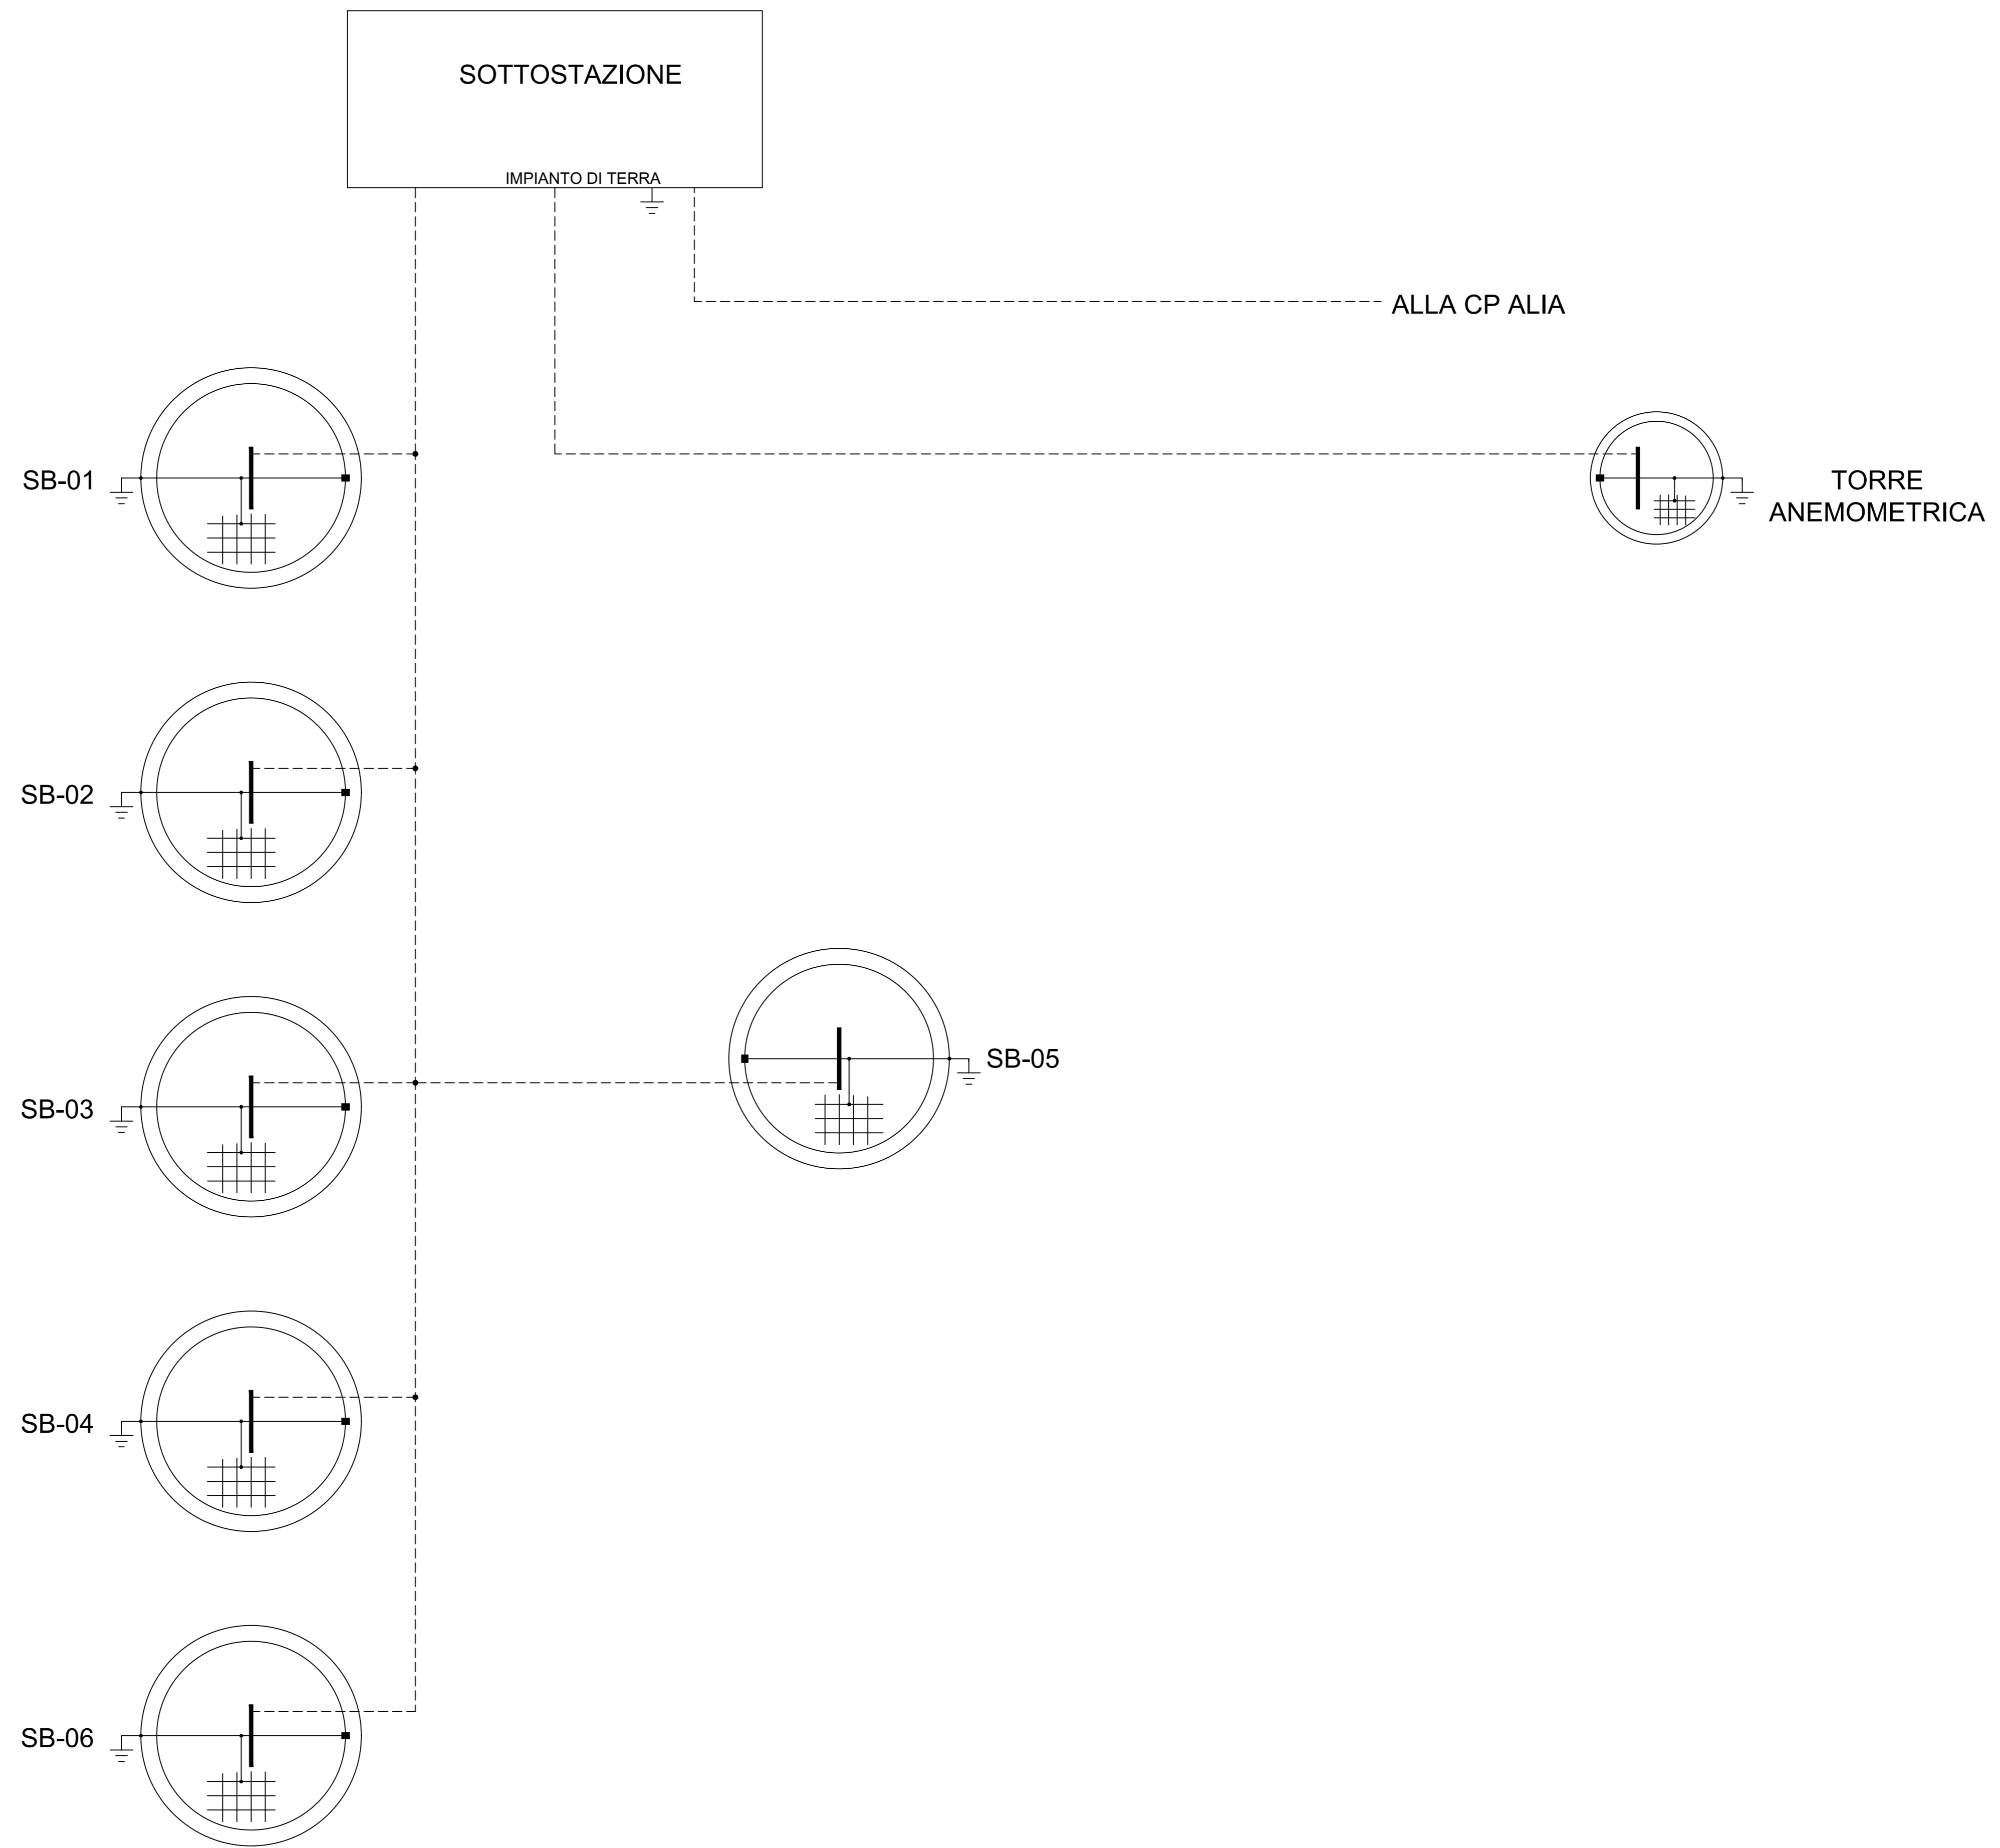 SOTTOSTAZIONE
IMPIANTO DI TERRA
ALLA CP ALIA
SB-01
TORRE
ANEMOMETRICA
SB-02
SB-05
SB-03
SB-04
SB-06